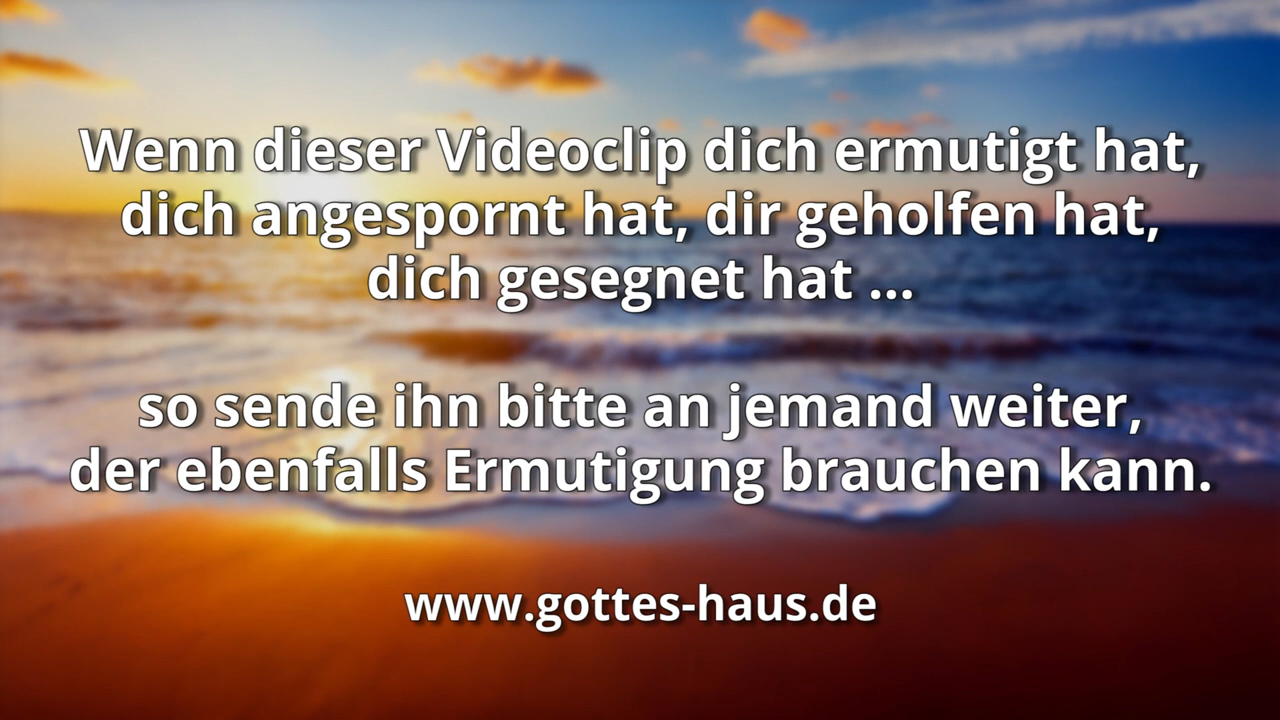 Wenn dieser Videoclip dich ermutigt hat,
dich angespornt hat, dir geholfen hat,
dich gesegnet hat ...
so sende ihn bitte an jemand weiter,
der ebenfalls Ermutigung brauchen kann.
www.gottes-haus.de